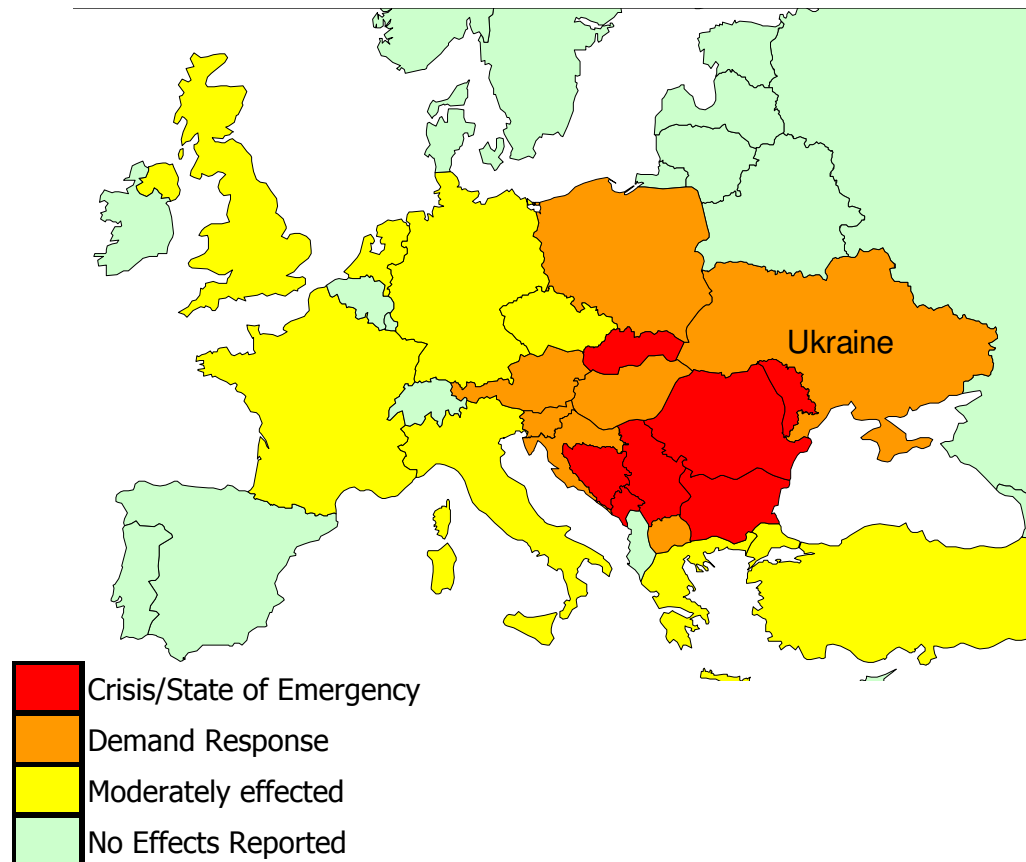 Ukraine
Crisis/State of Emergency
Demand Response
Moderately effected
No Effects Reported